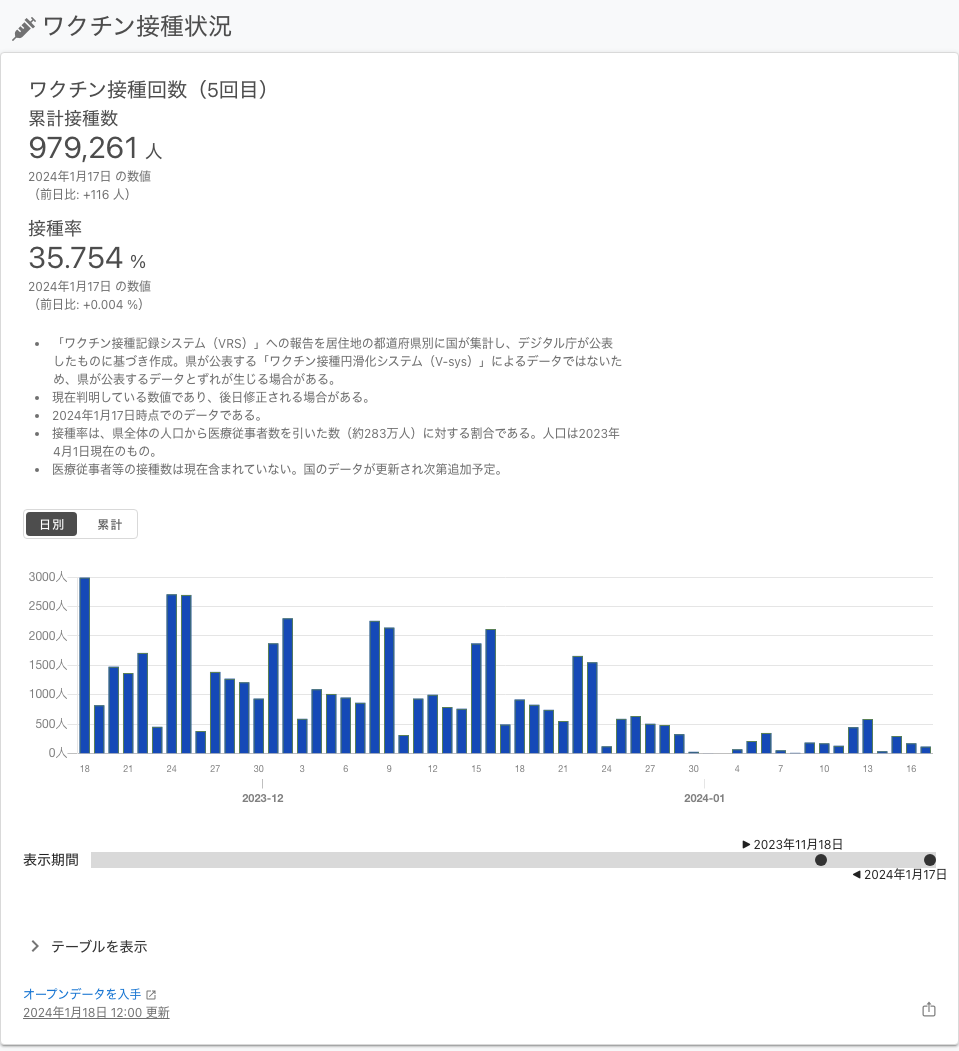 ワクチン接種状況
ワクチン接種回数（5回目）
累計接種数
979,261 人
2024年1月17日 の数値
（前日比: +116 人）
接種率
35.754 %
2024年1月17日 の数値
（前日比: +0.004 %）
• 「ワクチン接種記録システム（VRS）」への報告を居住地の都道府県別に国が集計し、デジタル庁が公表
したものに基づき作成。県が公表する「ワクチン接種円滑化システム（V-sys）」によるデータではないた
め、県が公表するデータとずれが生じる場合がある。
• 現在判明している数値であり、後日修正される場合がある。
• 2024年1月17日時点でのデータである。
• 接種率は、県全体の人口から医療従事者数を引いた数（約283万人）に対する割合である。人口は2023年
4月1日現在のもの。
• 医療従事者等の接種数は現在含まれていない。国のデータが更新され次第追加予定。
日別 累計
3000人
2500人
2000人
1500人
1000人
500人
0人
18 21 24 27 30 3 6 9 12 15 18 21 24 27 30 4 7 10 13 16
2023-12 2024-01
▶ 2023年11月18日
表示期間
◀ 2024年1月17日
テーブルを表示
オープンデータを入手
2024年1月18日 12:00 更新